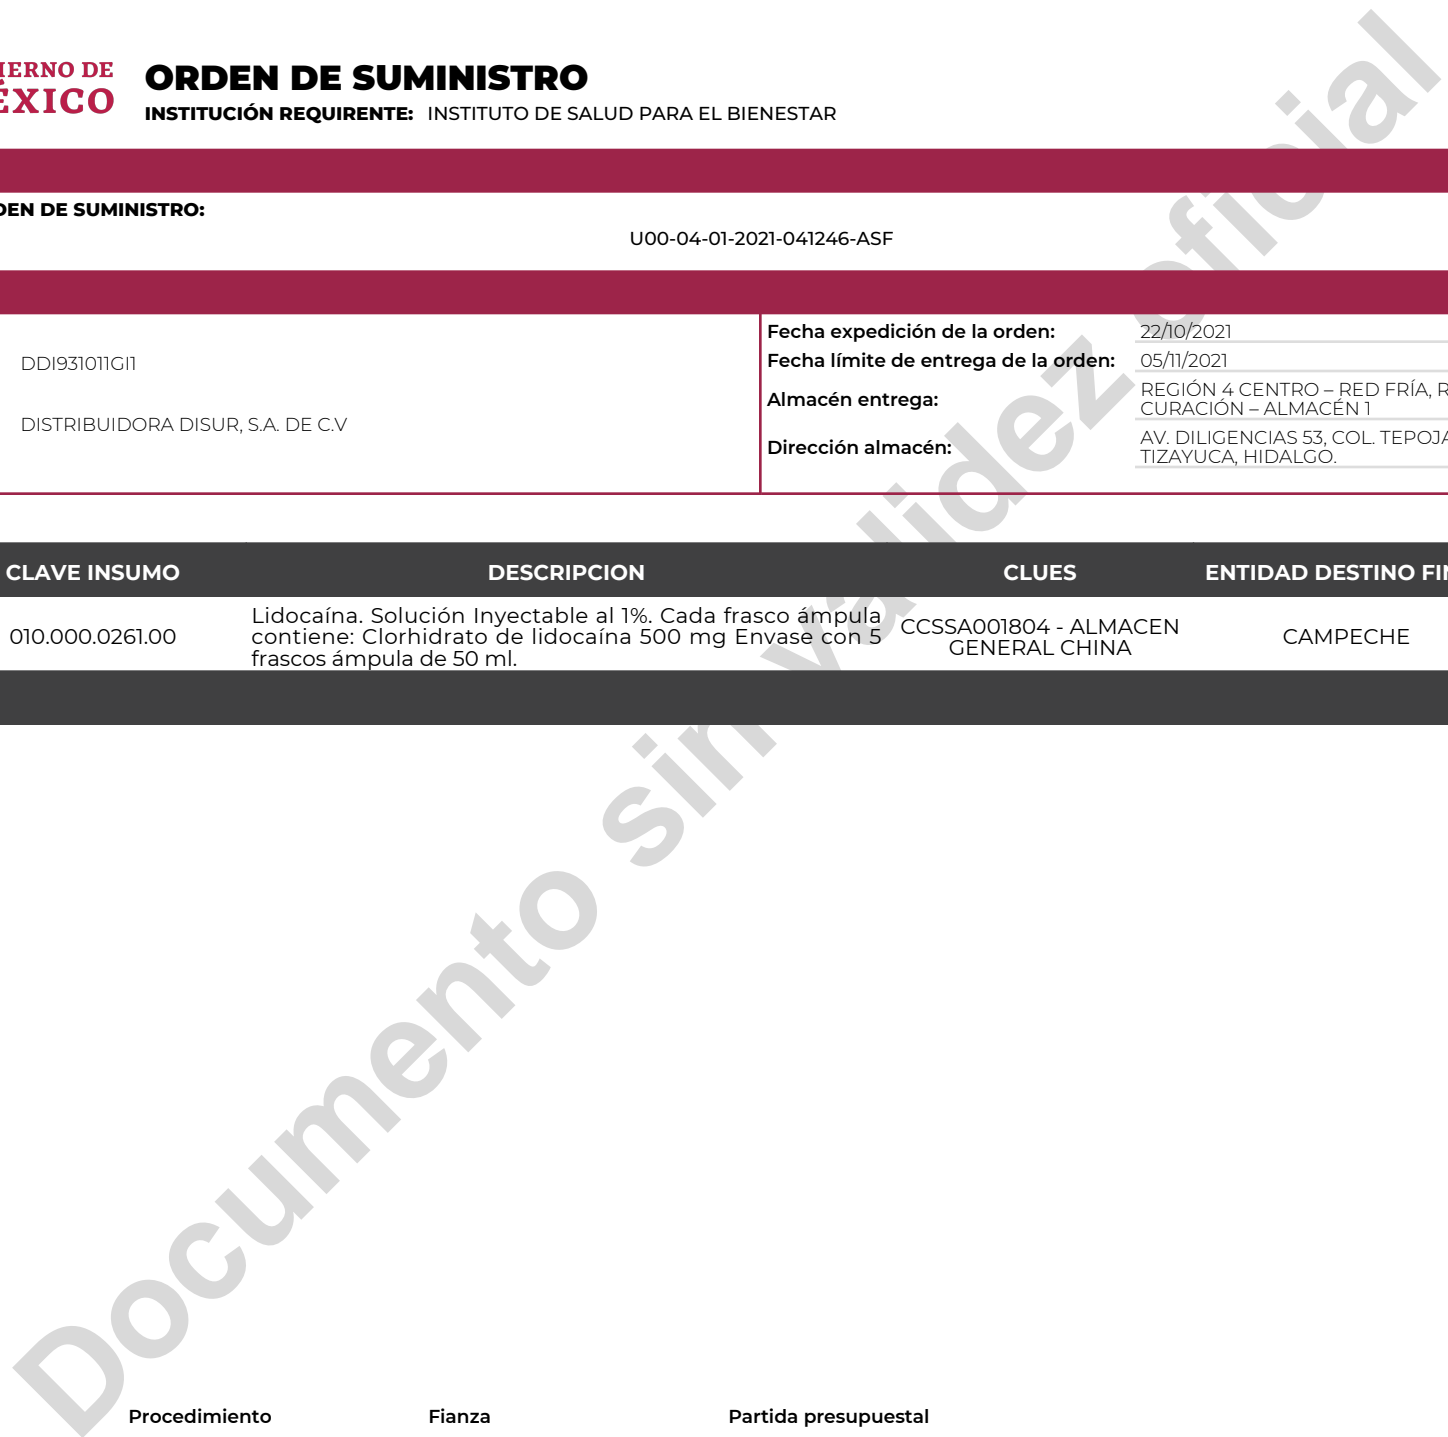 IERNO DE
ÉXICO
ORDEN DE SUMINISTRO
INSTITUCIÓN REQUIRENTE: INSTITUTO DE SALUD PARA EL BIENESTAR
DEN DE SUMINISTRO:
U00-04-01-2021-041246-ASF
DDI931011GI1
DISTRIBUIDORA DISUR, S.A. DE C.V
Fecha expedición de la orden: 22/10/2021
Fecha límite de entrega de la orden: 05/11/2021
Almacén entrega: REGIÓN 4 CENTRO – RED FRÍA, R
CURACIÓN – ALMACÉN 1
Dirección almacén: AV. DILIGENCIAS 53, COL. TEPOJA
TIZAYUCA, HIDALGO.
CLAVE INSUMO DESCRIPCION CLUES ENTIDAD DESTINO FIN
010.000.0261.00
Lidocaína. Solución Inyectable al 1%. Cada frasco ámpula
contiene: Clorhidrato de lidocaína 500 mg Envase con 5
frascos ámpula de 50 ml.
CCSSA001804 - ALMACEN
GENERAL CHINA
CAMPECHE
Documento sin validez oficial
Procedimiento Fianza Partida presupuestal